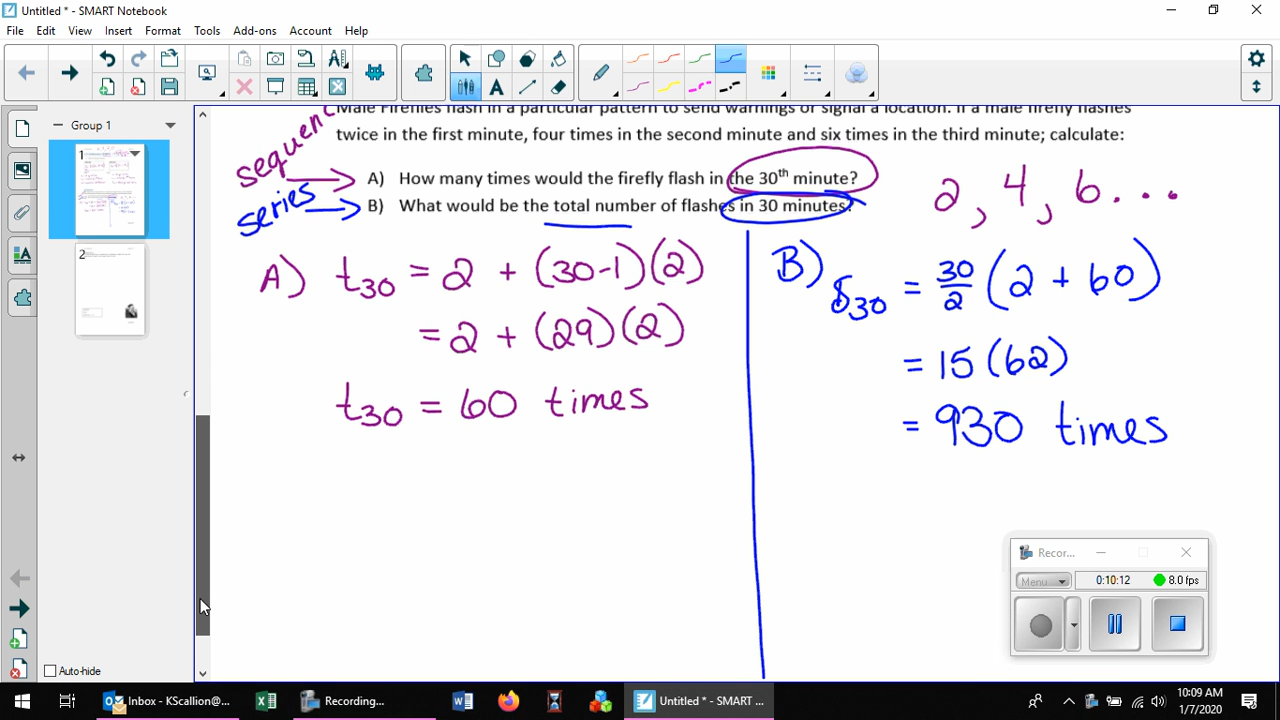 Untitled * - SMART Notebook
File Edit View Insert Format Tools Add-ons Account Help
Group 1
1
2
Male Fireflies flash in a particular pattern to send warnings or signal a location. If a male firefly flashes
twice in the first minute, four times in the second minute and six times in the third minute; calculate:
sequenc
A) How many times would the firefly flash in the 30th minute?
series
B) What would be the total number of flashes in 30 minutes?
2, 4, 6...
A) t30 = 2 + (30-1)(2)
= 2 + (29)(2)
t30 = 60 times
B) S30 = 30/2 (2 + 60)
= 15 (62)
= 930 times
Recor...
Menu 0:10:12 8.0 fps
Auto-hide
Inbox - KScallion@...
Recording...
Untitled * - SMART ...
10:09 AM
1/7/2020